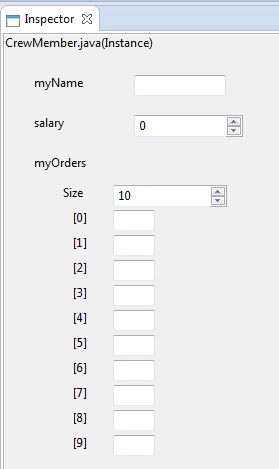 Inspector
CrewMember.java(Instance)
myName
salary 0
myOrders
Size 10
[0]
[1]
[2]
[3]
[4]
[5]
[6]
[7]
[8]
[9]